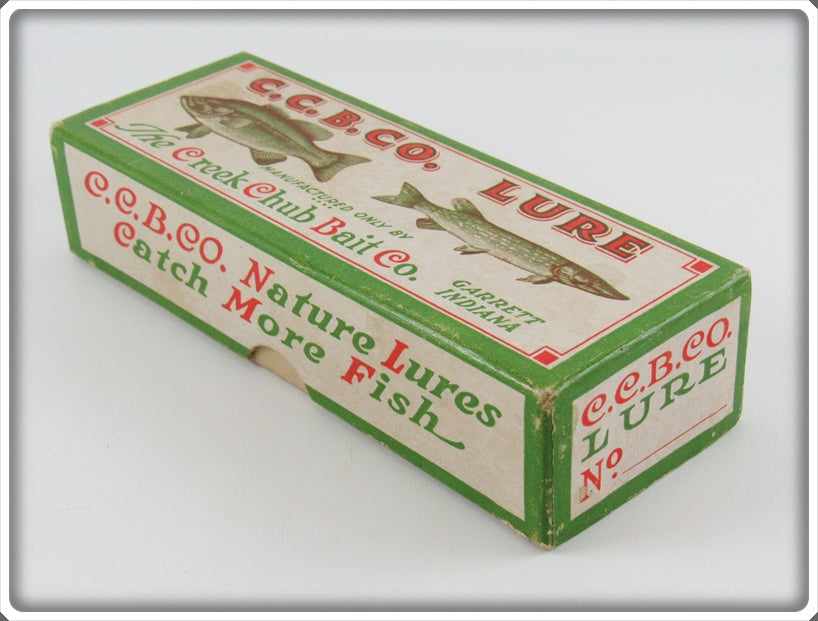 C.C.B.CO. LURE
MANUFACTURED ONLY BY
The Creek Chub Bait Co.
GARRETT
INDIANA
C.C.B.CO. Nature Lures
Catch More Fish
C.C.B.CO.
LURE
No